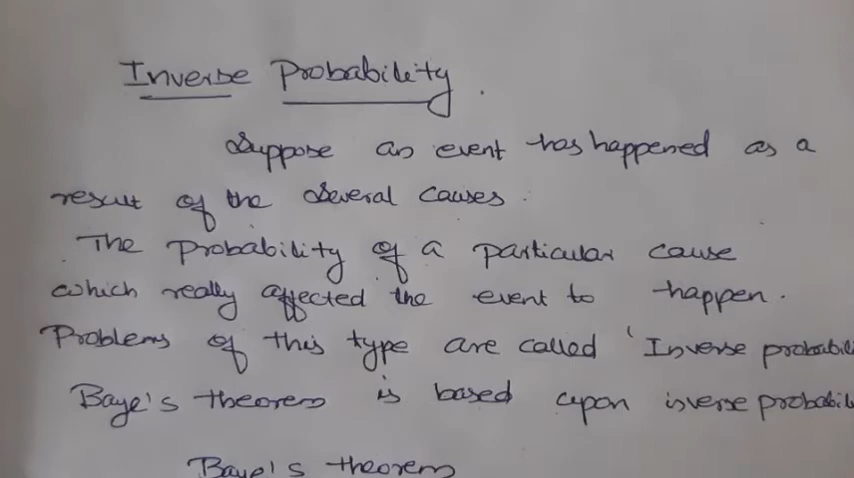 Inverse Probability.
Suppose an event has happened as a
result of the several causes.
The Probability of a particular cause
which really affected the event to happen.
Problems of this type are called 'Inverse probabili
Baye's theorem is based upon inverse probabil
Baye's theorem